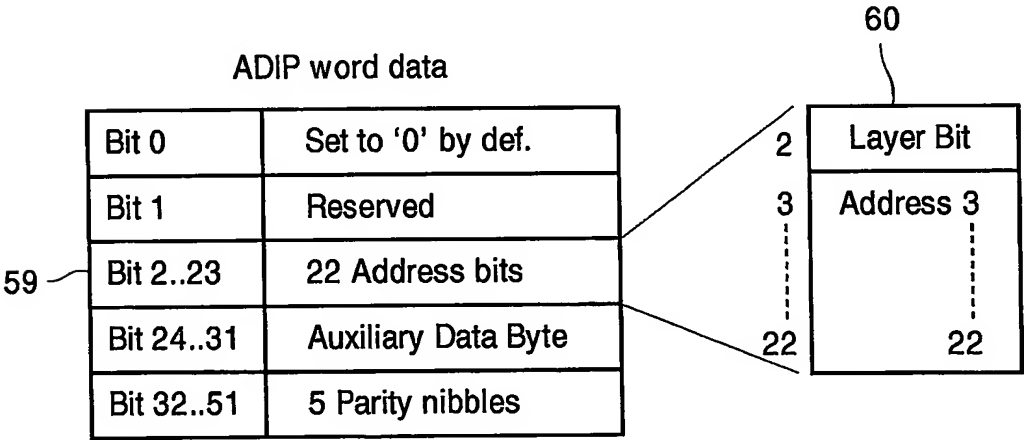 60
ADIP word data
Bit 0 Set to ‘0’ by def.
Bit 1 Reserved
Bit 2..23 22 Address bits
Bit 24..31 Auxiliary Data Byte
Bit 32..51 5 Parity nibbles
59
2 Layer Bit
3 Address 3
22 22